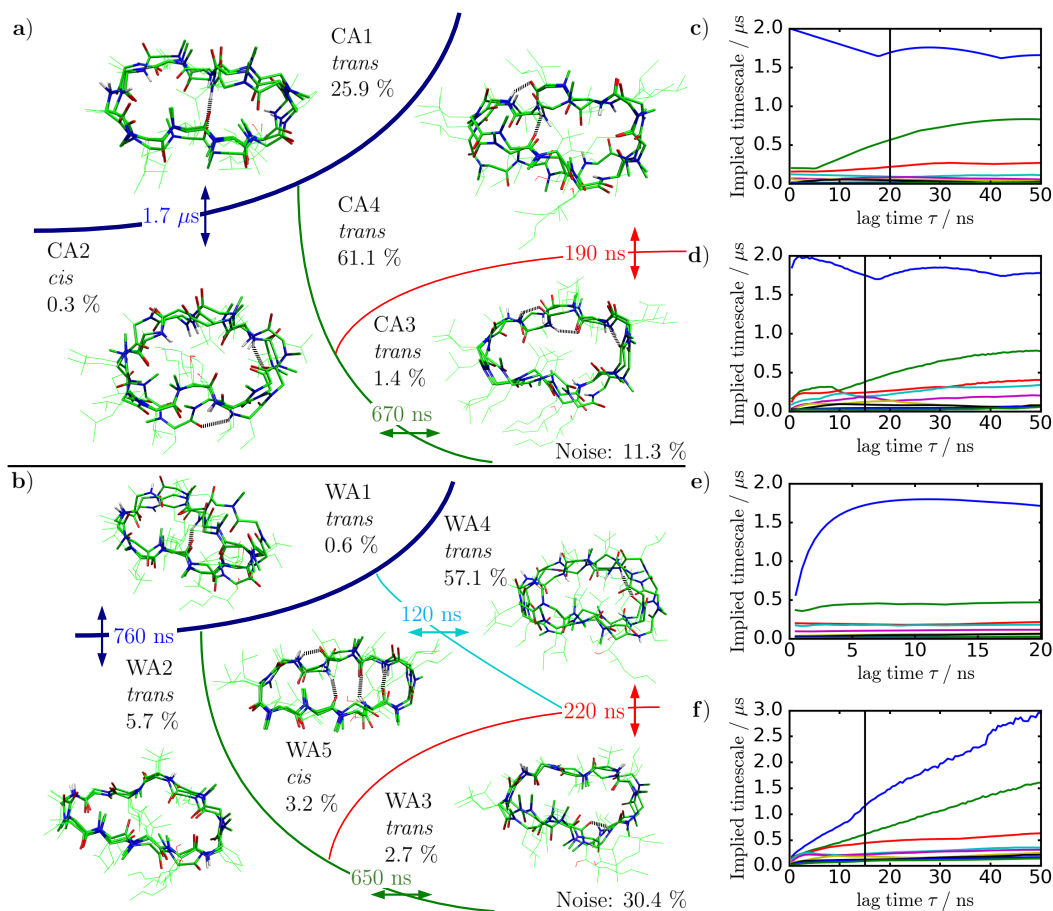 a)
CA1
trans
25.9 %
1.7 μs
CA2
cis
0.3 %
CA4
trans
61.1 %
190 ns
CA3
trans
1.4 %
670 ns
Noise: 11.3 %
b)
WA1
trans
0.6 %
WA4
trans
57.1 %
760 ns
120 ns
WA2
trans
5.7 %
220 ns
WA5
cis
3.2 %
WA3
trans
2.7 %
650 ns
Noise: 30.4 %
c)
Implied timescale / μs
2.0
1.5
1.0
0.5
0.0
0 10 20 30 40 50
lag time τ / ns
d)
Implied timescale / μs
2.0
1.5
1.0
0.5
0.0
0 10 20 30 40 50
lag time τ / ns
e)
Implied timescale / μs
2.0
1.5
1.0
0.5
0.0
0 5 10 15 20
lag time τ / ns
f)
Implied timescale / μs
3.0
2.5
2.0
1.5
1.0
0.5
0.0
0 10 20 30 40 50
lag time τ / ns